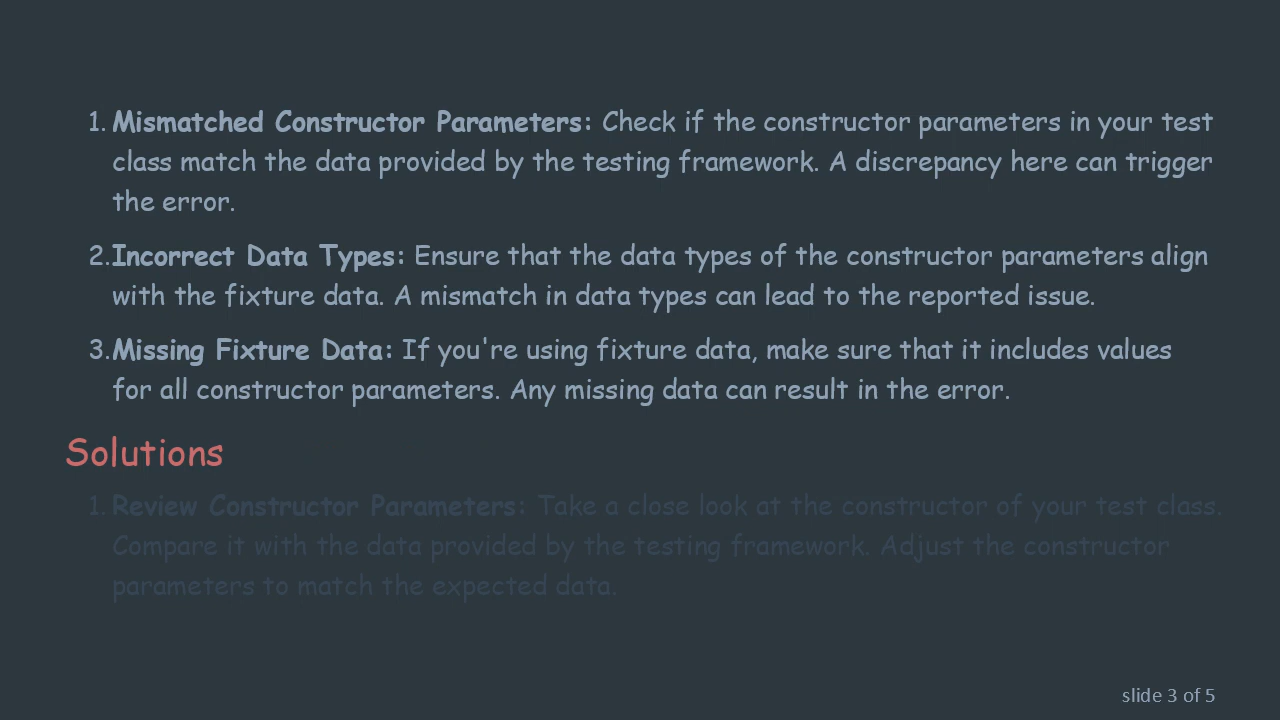 1. Mismatched Constructor Parameters: Check if the constructor parameters in your test
class match the data provided by the testing framework. A discrepancy here can trigger
the error.
2. Incorrect Data Types: Ensure that the data types of the constructor parameters align
with the fixture data. A mismatch in data types can lead to the reported issue.
3. Missing Fixture Data: If you're using fixture data, make sure that it includes values
for all constructor parameters. Any missing data can result in the error.
Solutions
1. Review Constructor Parameters: Take a close look at the constructor of your test class.
Compare it with the data provided by the testing framework. Adjust the constructor
parameters to match the expected data.
slide 3 of 5